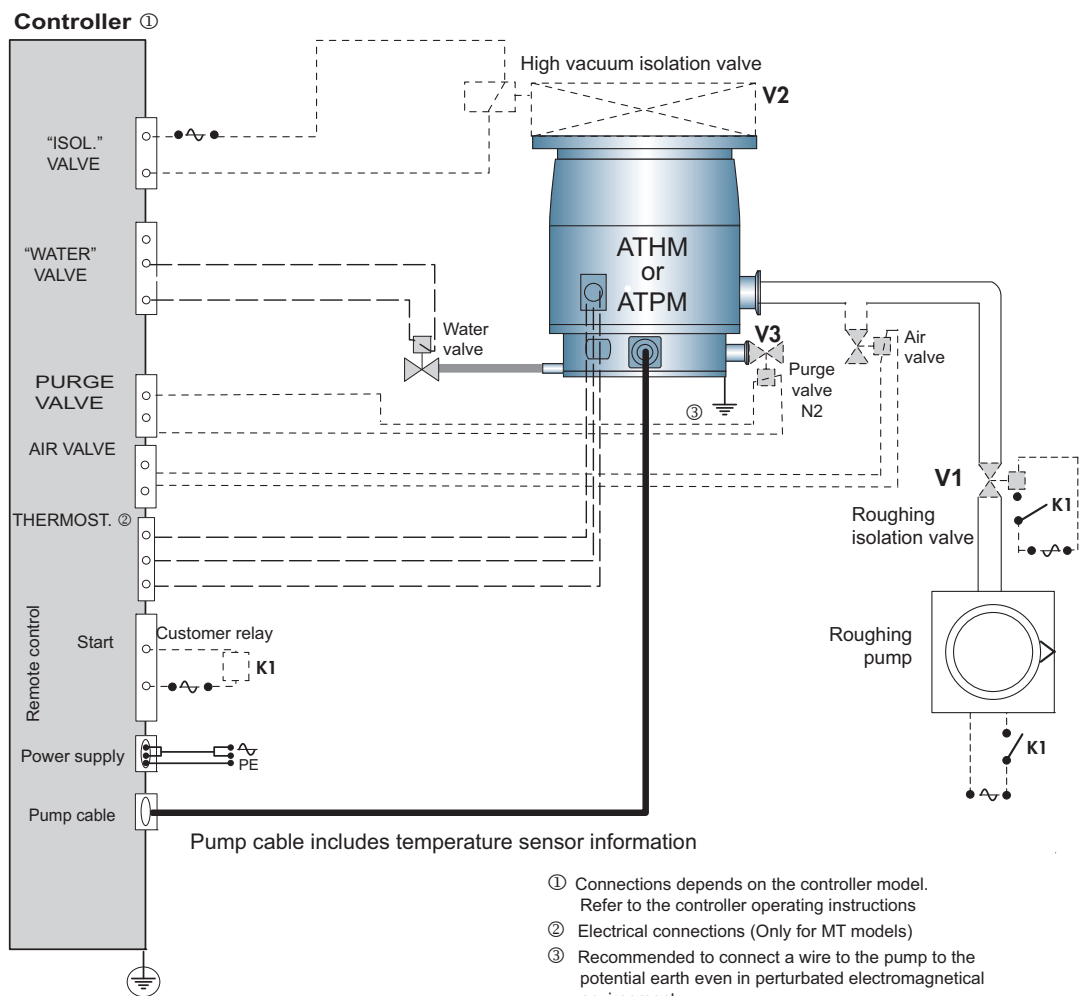 Controller ①
High vacuum isolation valve
V2
“ISOL.”
VALVE
“WATER”
VALVE
ATHM
or
ATPM
Water
valve
V3
Purge
valve
N2
Air
valve
③
PURGE
VALVE
AIR VALVE
V1
K1
Roughing
isolation valve
THERMOST. ②
Remote control
Start
Customer relay
K1
Roughing
pump
K1
Power supply
PE
Pump cable
Pump cable includes temperature sensor information
① Connections depends on the controller model.
Refer to the controller operating instructions
② Electrical connections (Only for MT models)
③ Recommended to connect a wire to the pump to the
potential earth even in perturbated electromagnetical